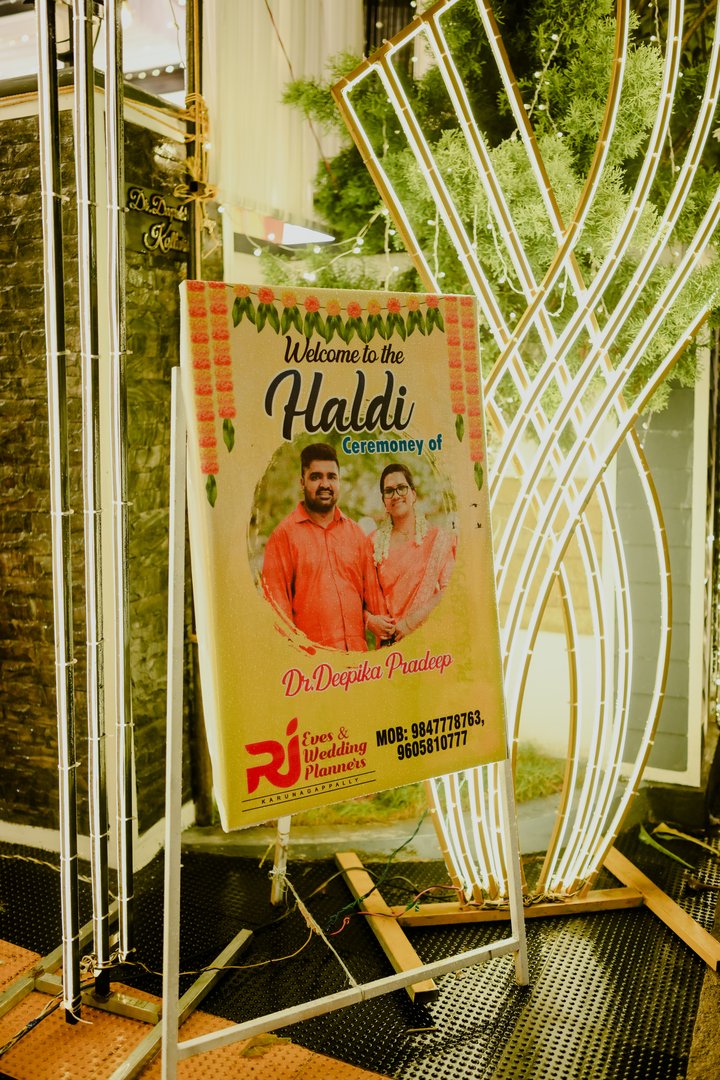 Welcome to the
Haldi
Ceremoney of
Dr.Deepika Pradeep
RJ
Eves &
Wedding
Planners
KARUNAGAPPALLY
MOB: 9847778763,
9605810777